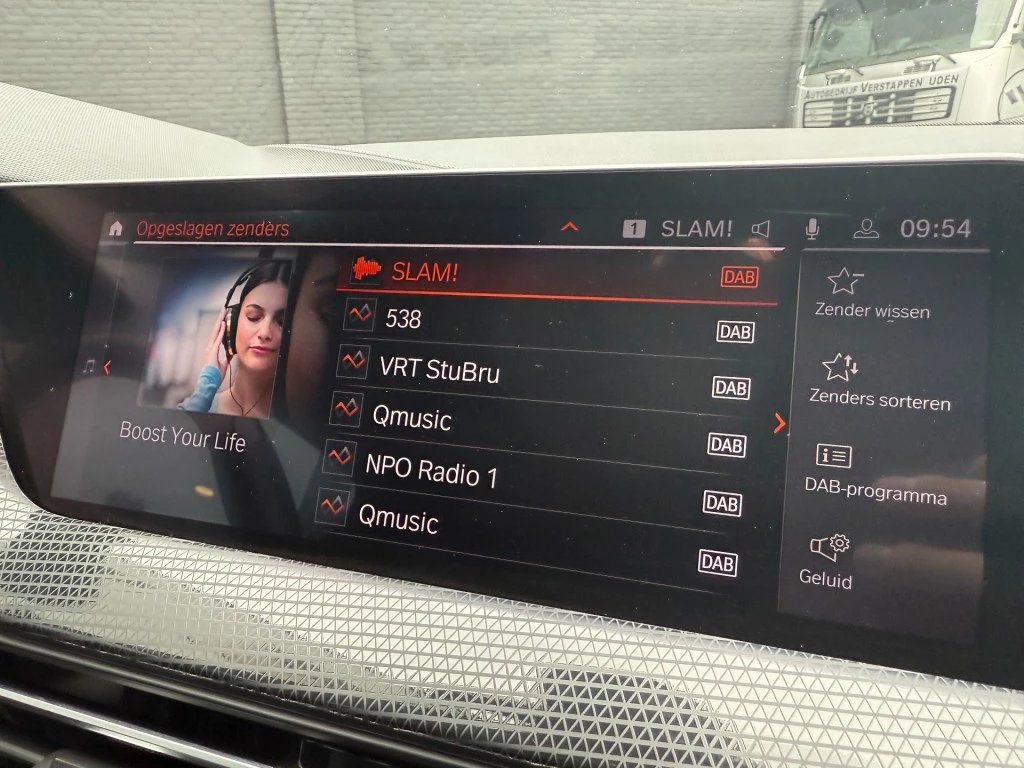 AUTOBEDRIJF VERSTAPPEN UDEN
Opgeslagen zenders
1 SLAM! 09:54
SLAM! DAB
538 DAB
VRT StuBru DAB
Qmusic DAB
NPO Radio 1 DAB
Qmusic DAB
Boost Your Life
Zender wissen
Zenders sorteren
DAB-programma
Geluid